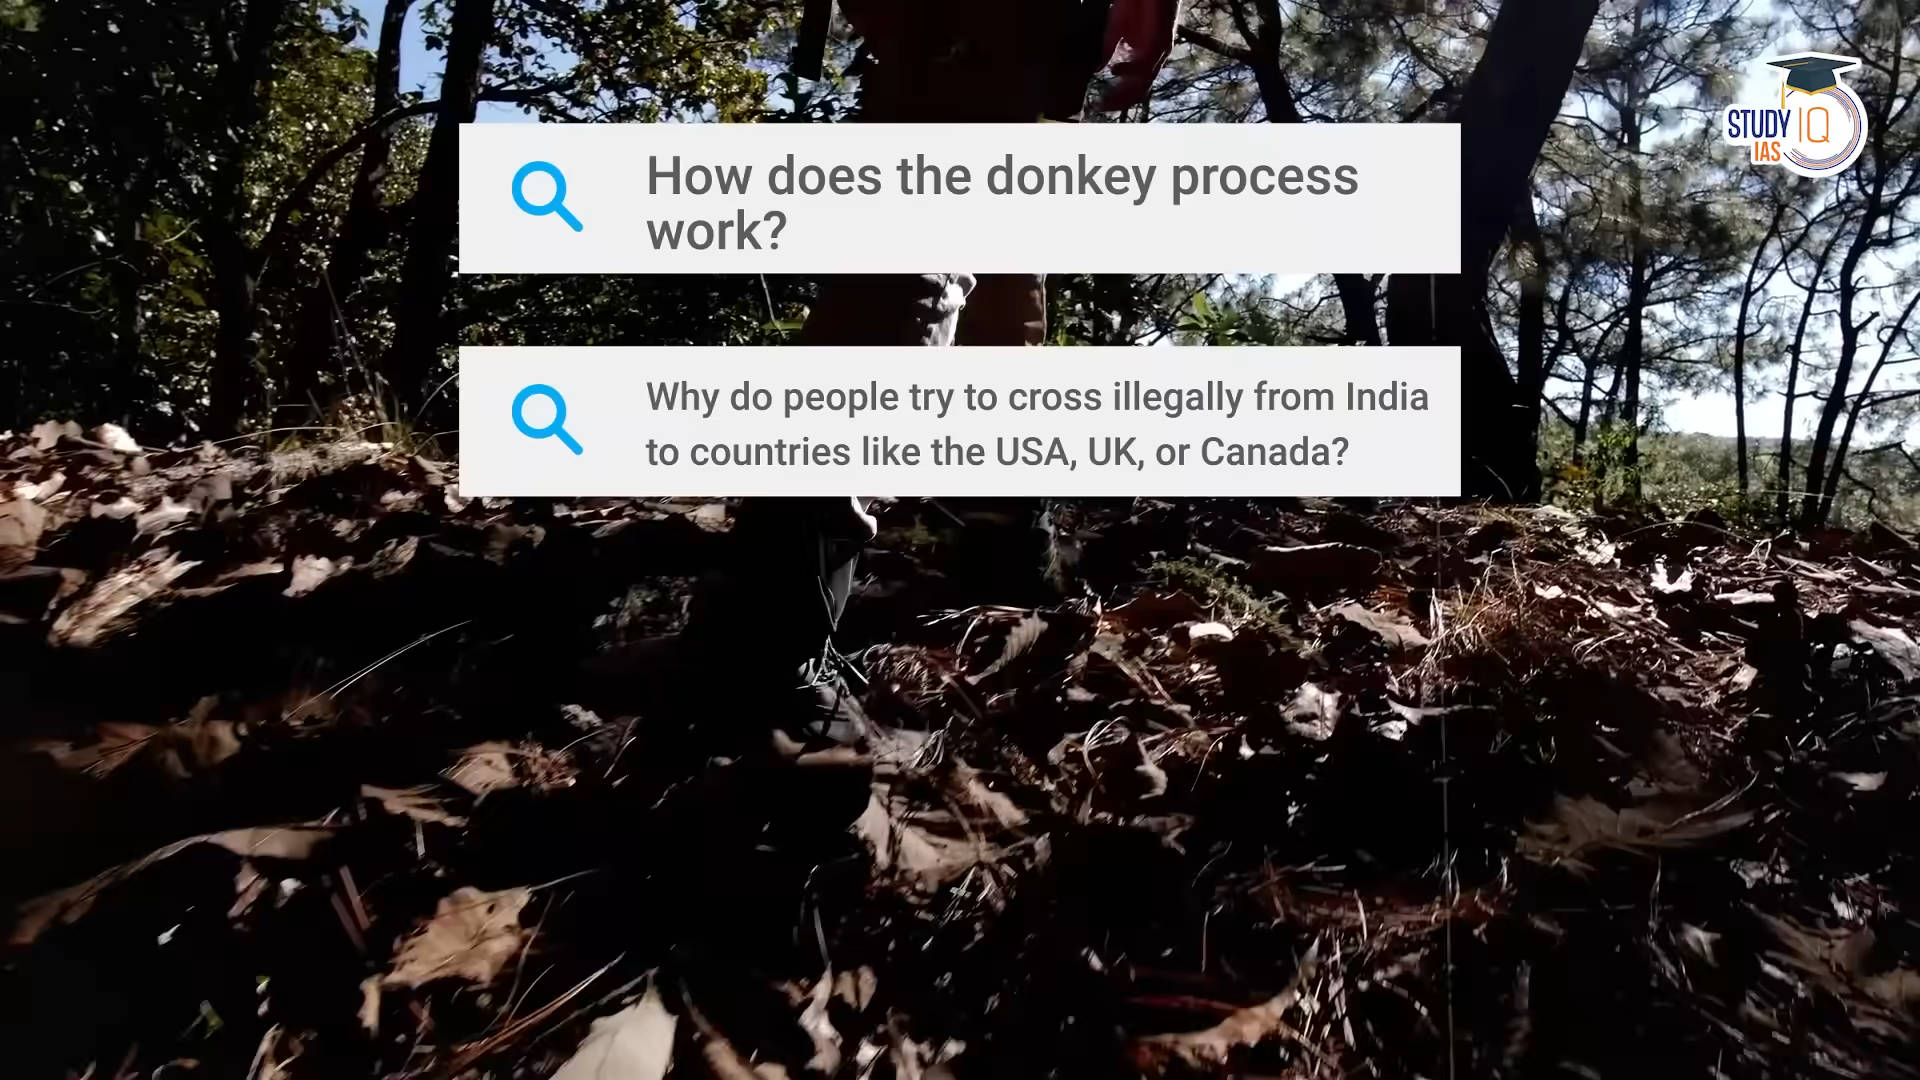 How does the donkey process
work?
Why do people try to cross illegally from India
to countries like the USA, UK, or Canada?
STUDY IQ
IAS